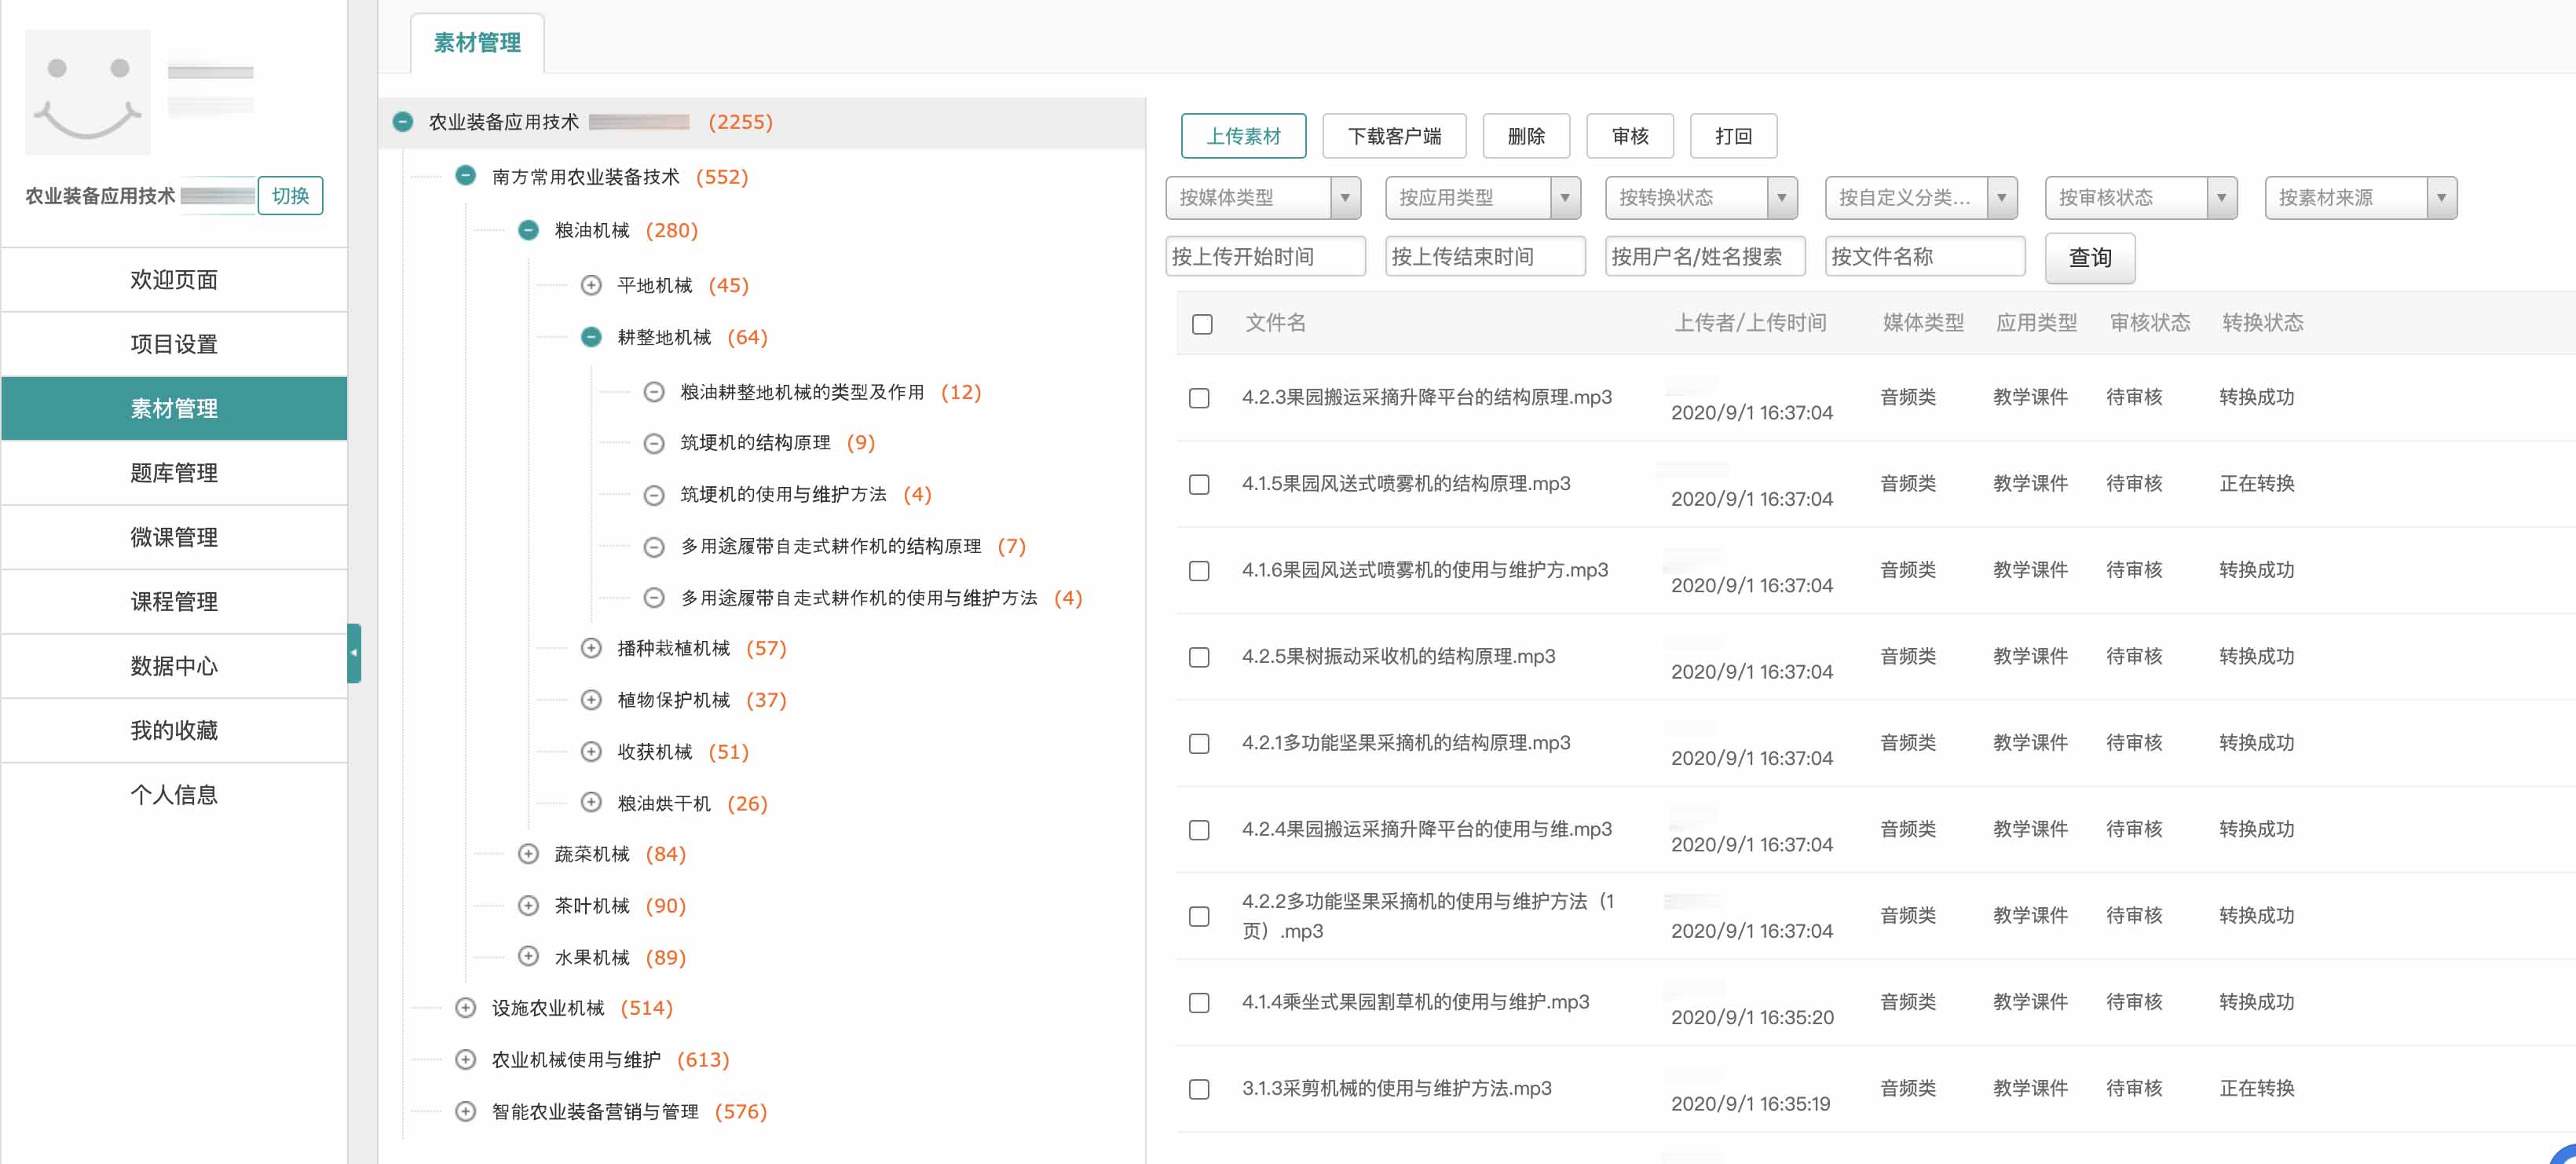 农业装备应用技术
切换
欢迎页面
项目设置
素材管理
题库管理
微课管理
课程管理
数据中心
我的收藏
个人信息
素材管理
农业装备应用技术 (2255)
南方常用农业装备技术 (552)
粮油机械 (280)
平地机械 (45)
耕整地机械 (64)
粮油耕整地机械的类型及作用 (12)
筑埂机的结构原理 (9)
筑埂机的使用与维护方法 (4)
多用途履带自走式耕作机的结构原理 (7)
多用途履带自走式耕作机的使用与维护方法 (4)
播种栽植机械 (57)
植物保护机械 (37)
收获机械 (51)
粮油烘干机 (26)
蔬菜机械 (84)
茶叶机械 (90)
水果机械 (89)
设施农业机械 (514)
农业机械使用与维护 (613)
智能农业装备营销与管理 (576)
上传素材 下载客户端 删除 审核 打回
按媒体类型 按应用类型 按转换状态 按自定义分类... 按审核状态 按素材来源
按上传开始时间 按上传结束时间 按用户名/姓名搜索 按文件名称 查询
文件名 上传者/上传时间 媒体类型 应用类型 审核状态 转换状态
4.2.3果园搬运采摘升降平台的结构原理.mp3 2020/9/1 16:37:04 音频类 教学课件 待审核 转换成功
4.1.5果园风送式喷雾机的结构原理.mp3 2020/9/1 16:37:04 音频类 教学课件 待审核 正在转换
4.1.6果园风送式喷雾机的使用与维护方.mp3 2020/9/1 16:37:04 音频类 教学课件 待审核 转换成功
4.2.5果树振动采收机的结构原理.mp3 2020/9/1 16:37:04 音频类 教学课件 待审核 转换成功
4.2.1多功能坚果采摘机的结构原理.mp3 2020/9/1 16:37:04 音频类 教学课件 待审核 转换成功
4.2.4果园搬运采摘升降平台的使用与维.mp3 2020/9/1 16:37:04 音频类 教学课件 待审核 转换成功
4.2.2多功能坚果采摘机的使用与维护方法（1
页）.mp3 2020/9/1 16:37:04 音频类 教学课件 待审核 转换成功
4.1.4乘坐式果园割草机的使用与维护.mp3 2020/9/1 16:35:20 音频类 教学课件 待审核 转换成功
3.1.3采剪机械的使用与维护方法.mp3 2020/9/1 16:35:19 音频类 教学课件 待审核 正在转换